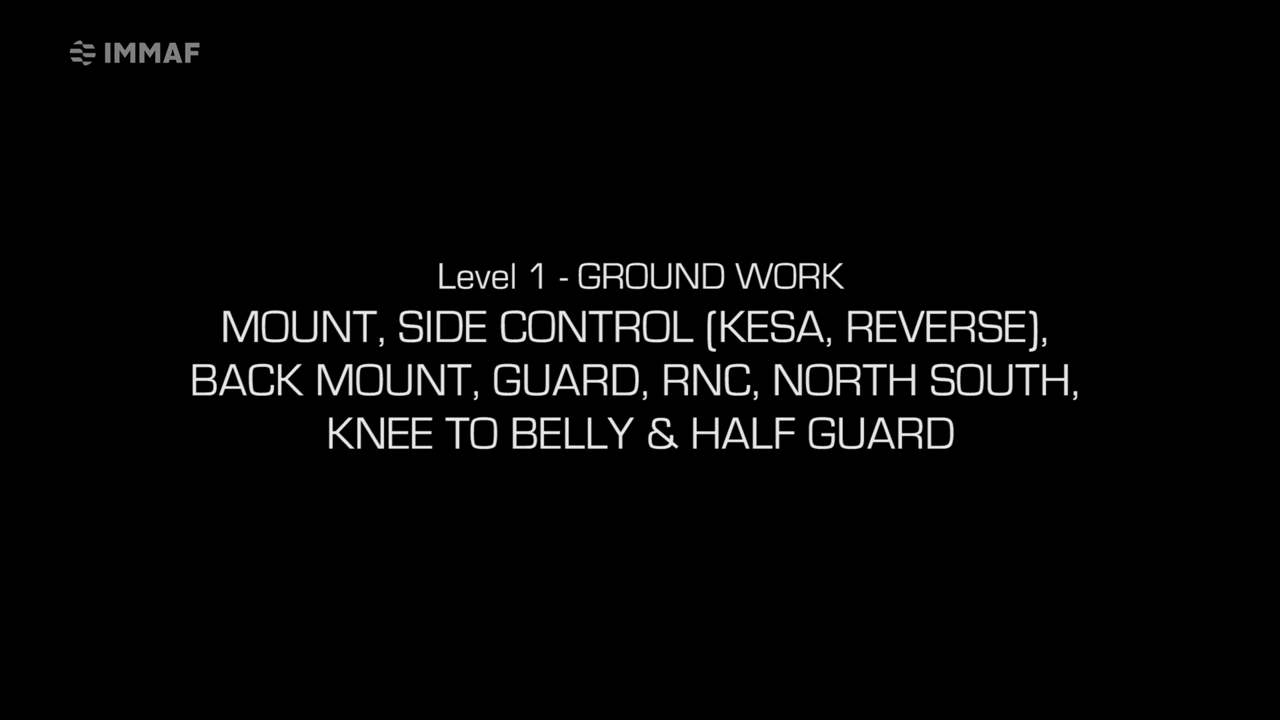 IMMAF
Level 1 - GROUND WORK
MOUNT, SIDE CONTROL (KESA, REVERSE),
BACK MOUNT, GUARD, RNC, NORTH SOUTH,
KNEE TO BELLY & HALF GUARD